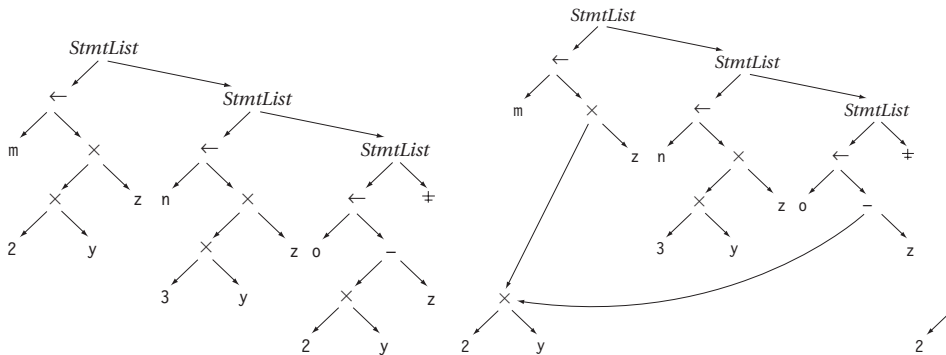 StmtList
← StmtList
m × ← StmtList
× z n × ← ⏚
2 y × z o −
3 y × z
2 y
StmtList
← StmtList
m × ← StmtList
z n × ← ⏚
× z o −
3 y z
×
2 y 2